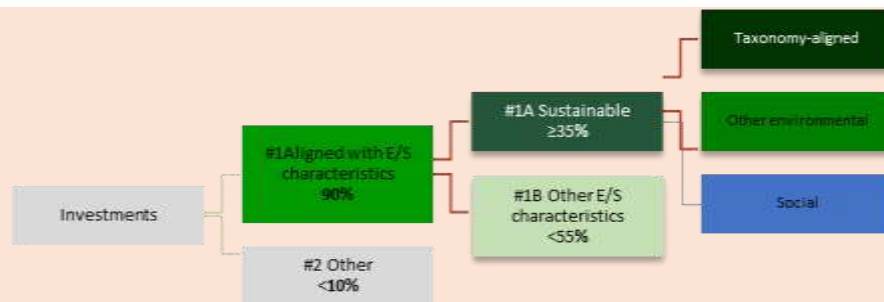 Investments
#1Aligned with E/S
characteristics
90%
#2 Other
<10%
#1A Sustainable
≥35%
#1B Other E/S
characteristics
<55%
Taxonomy-aligned
Other environmental
Social